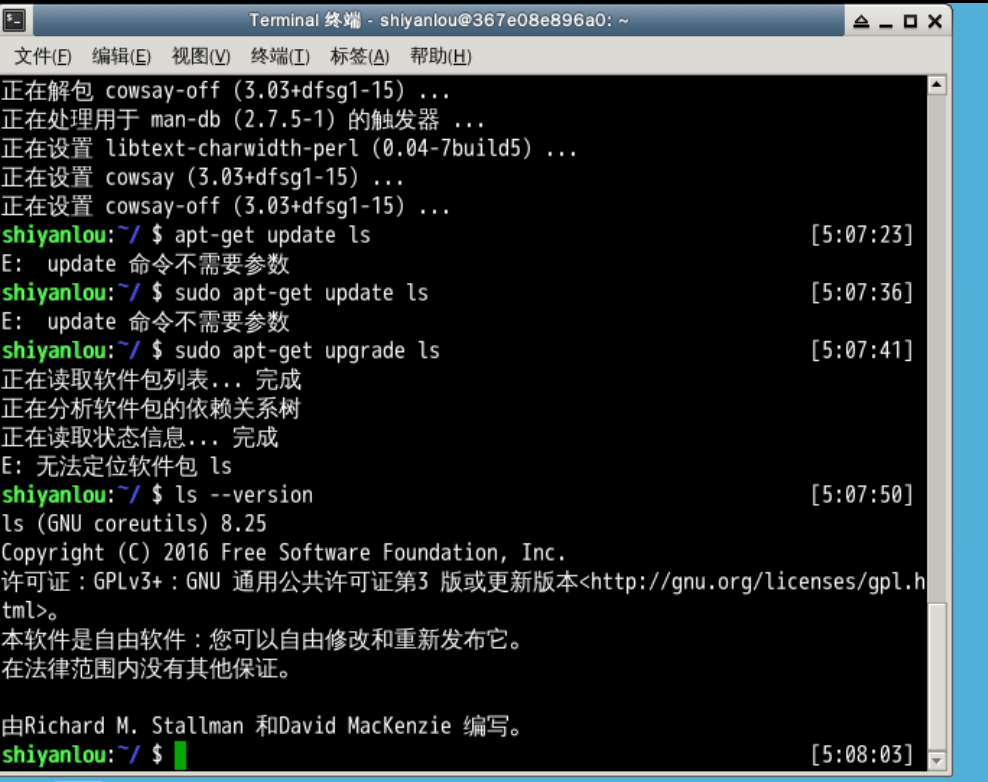 Terminal 终端 - shiyanlou@367e08e896a0: ~
文件(F) 编辑(E) 视图(V) 终端(T) 标签(A) 帮助(H)
正在解包 cowsay-off (3.03+dfsg1-15) ...
正在处理用于 man-db (2.7.5-1) 的触发器 ...
正在设置 libtext-charwidth-perl (0.04-7build5) ...
正在设置 cowsay (3.03+dfsg1-15) ...
正在设置 cowsay-off (3.03+dfsg1-15) ...
shiyanlou:~/ $ apt-get update ls [5:07:23]
E: update 命令不需要参数
shiyanlou:~/ $ sudo apt-get update ls [5:07:36]
E: update 命令不需要参数
shiyanlou:~/ $ sudo apt-get upgrade ls [5:07:41]
正在读取软件包列表... 完成
正在分析软件包的依赖关系树
正在读取状态信息... 完成
E: 无法定位软件包 ls
shiyanlou:~/ $ ls --version [5:07:50]
ls (GNU coreutils) 8.25
Copyright (C) 2016 Free Software Foundation, Inc.
许可证：GPLv3+：GNU 通用公共许可证第3 版或更新版本<http://gnu.org/licenses/gpl.h
tml>。
本软件是自由软件：您可以自由修改和重新发布它。
在法律范围内没有其他保证。
由Richard M. Stallman 和David MacKenzie 编写。
shiyanlou:~/ $ [5:08:03]